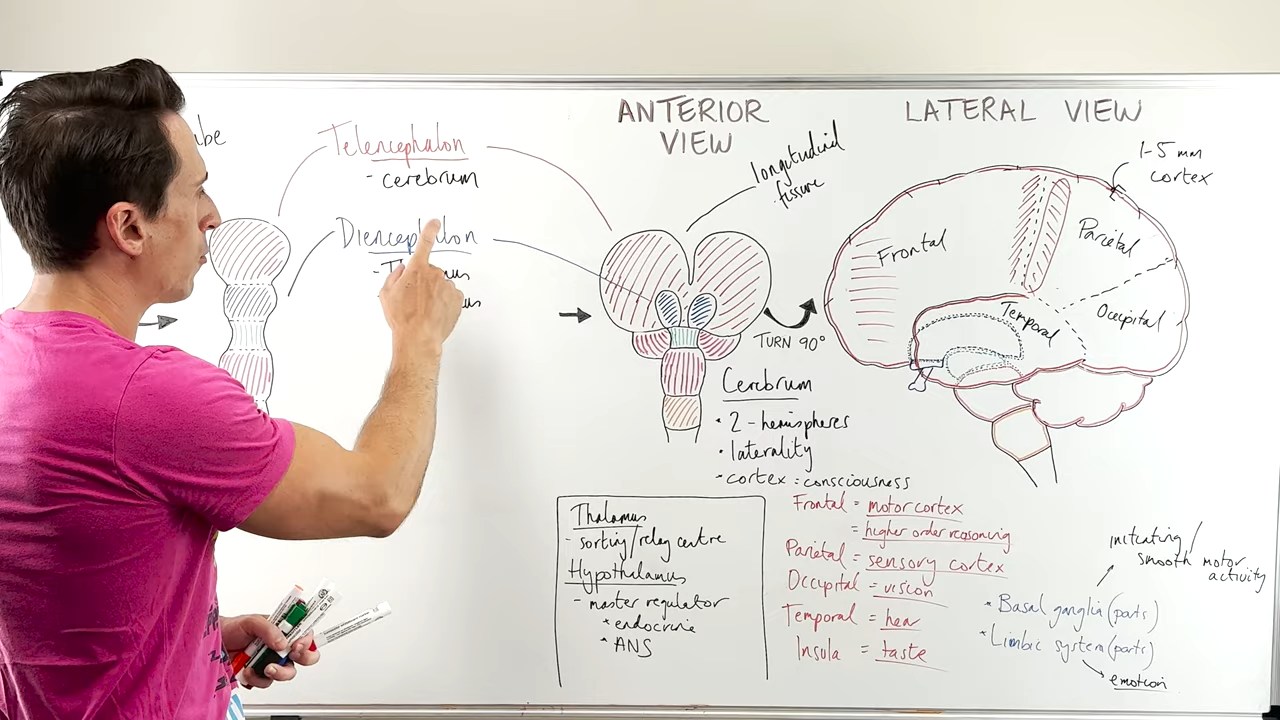 Telencephalon
- cerebrum
Diencephalon
ANTERIOR
VIEW
longitudinal
fissure
TURN 90°
Cerebrum
• 2 - hemispheres
• laterality
- cortex = consciousness
LATERAL VIEW
1-5 mm
cortex
Frontal
Parietal
Temporal
Occipital
Thalamus
- sorting/relay centre
Hypothalamus
- master regulator
* endocrine
* ANS
Frontal = motor cortex
= higher order reasoning
Parietal = sensory cortex
Occipital = vision
Temporal = hear
Insula = taste
initiating/
smooth motor
activity
* Basal ganglia (parts)
* Limbic system (parts)
emotion